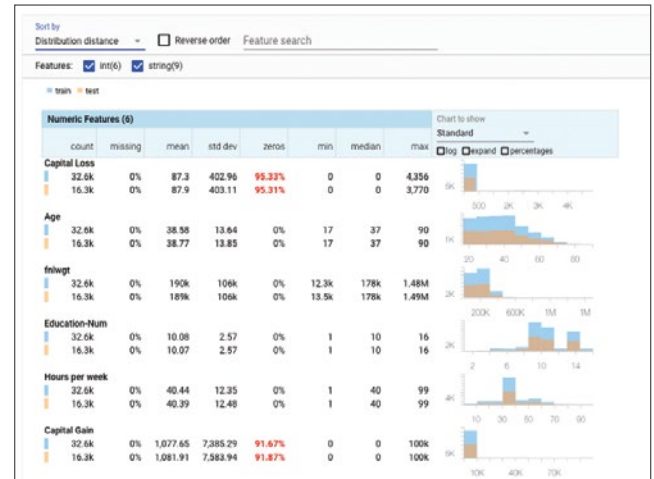 Sort by
Distribution distance Reverse order Feature search
Features: int(6) string(9)
train test
Numeric Features (6) Chart to show
Standard
count missing mean std dev zeros min median max log expand percentages
Capital Loss
32.6k 0% 87.3 402.96 95.33% 0 0 4,356
16.3k 0% 87.9 403.11 95.31% 0 0 3,770
6K
500 2K 3K 4K
Age
32.6k 0% 38.58 13.64 0% 17 37 90
16.3k 0% 38.77 13.85 0% 17 37 90
1K
20 40 60 80
fnlwgt
32.6k 0% 190k 106k 0% 12.3k 178k 1.48M
16.3k 0% 189k 106k 0% 13.5k 178k 1.49M
2K
200K 600K 1M 1M
Education-Num
32.6k 0% 10.08 2.57 0% 1 10 16
16.3k 0% 10.07 2.57 0% 1 10 16
2K
2 6 10 14
Hours per week
32.6k 0% 40.44 12.35 0% 1 40 99
16.3k 0% 40.39 12.48 0% 1 40 99
4K
10 30 50 70 90
Capital Gain
32.6k 0% 1,077.65 7,385.29 91.67% 0 0 100k
16.3k 0% 1,081.91 7,583.94 91.87% 0 0 100k
6K
10K 40K 70K